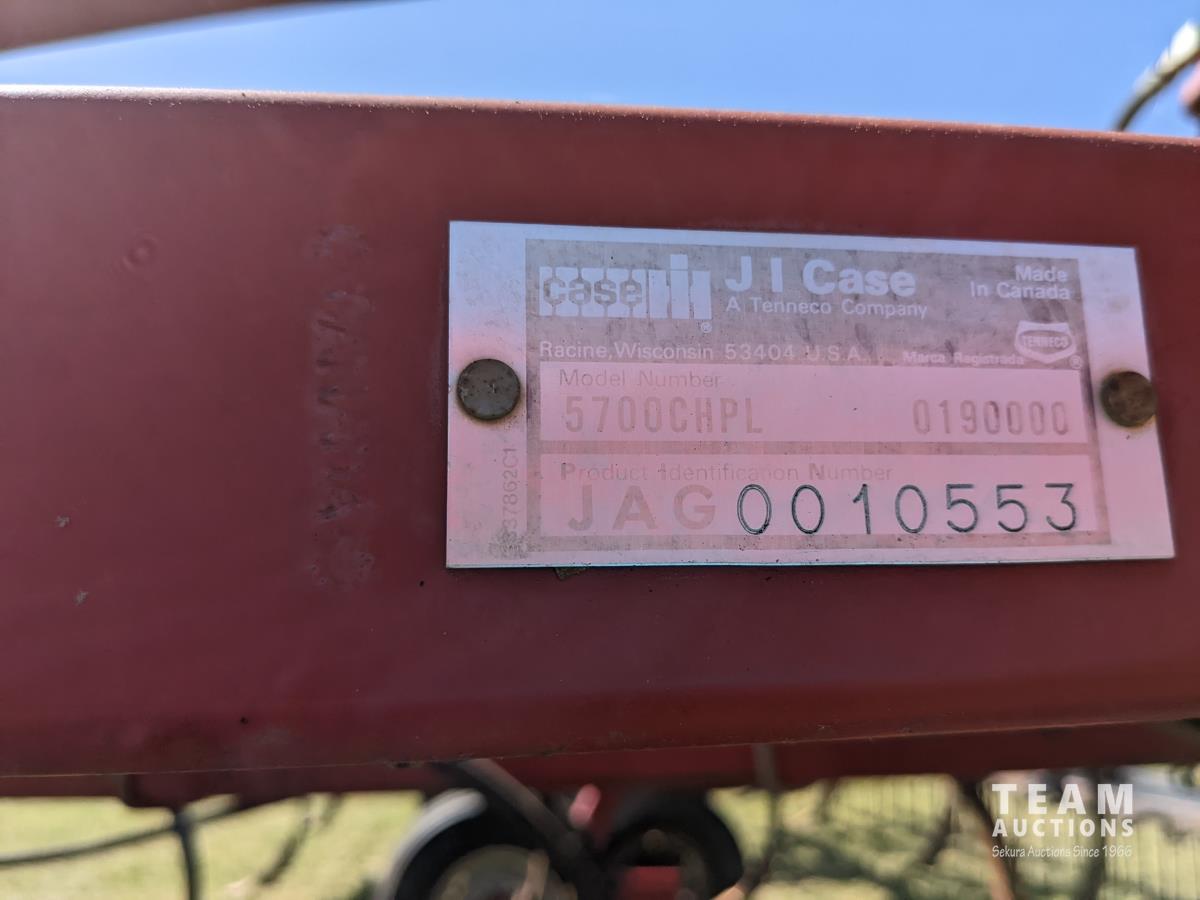 case IH ® J I Case Made
A Tenneco Company In Canada
TENNECO ®
Racine, Wisconsin 53404 U.S.A. Marca Registrada
Model Number
5700CHPL 0190000
Product Identification Number
JAG0010553
TEAM
AUCTIONS
Sekura Auctions Since 1966